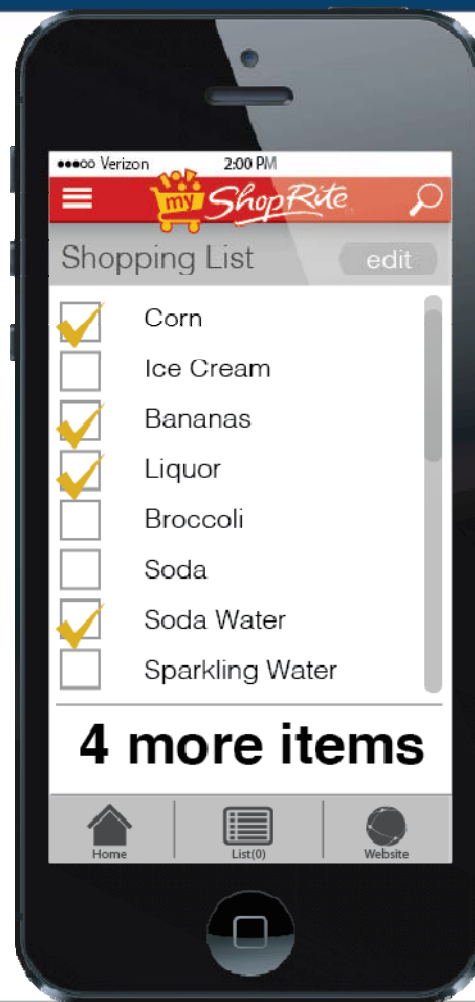 Verizon 2:00 PM
my ShopRite
Shopping List edit
Corn
Ice Cream
Bananas
Liquor
Broccoli
Soda
Soda Water
Sparkling Water
4 more items
Home List(0) Website